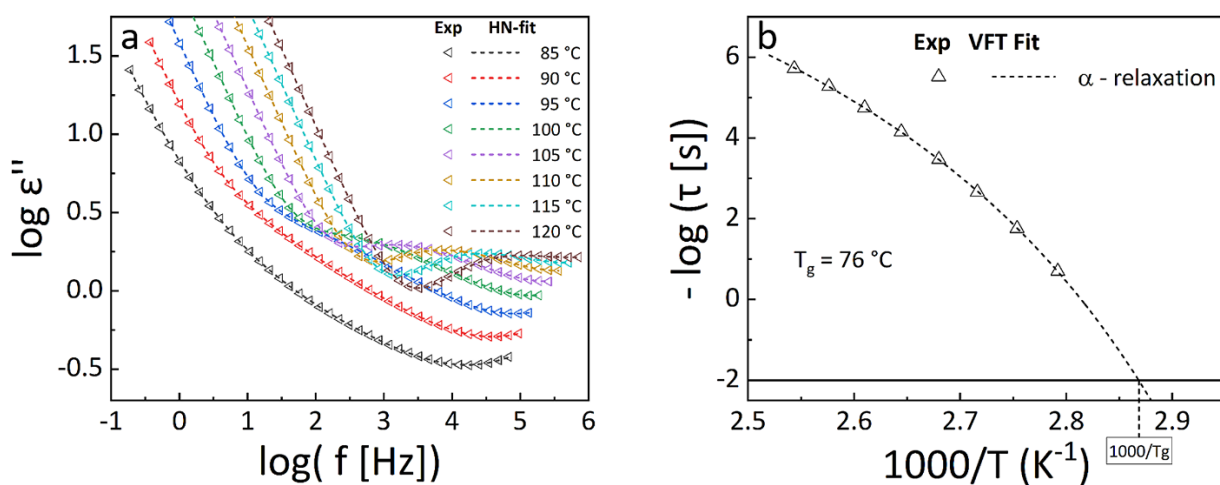 a
Exp HN-fit
85 °C
90 °C
95 °C
100 °C
105 °C
110 °C
115 °C
120 °C
log ε"
1.5
1.0
0.5
0.0
-0.5
-1 0 1 2 3 4 5 6
log( f [Hz])
b
Exp VFT Fit
α - relaxation
Tg = 76 °C
- log (τ [s])
6
4
2
0
-2
2.5 2.6 2.7 2.8 2.9
1000/Tg
1000/T (K⁻¹)